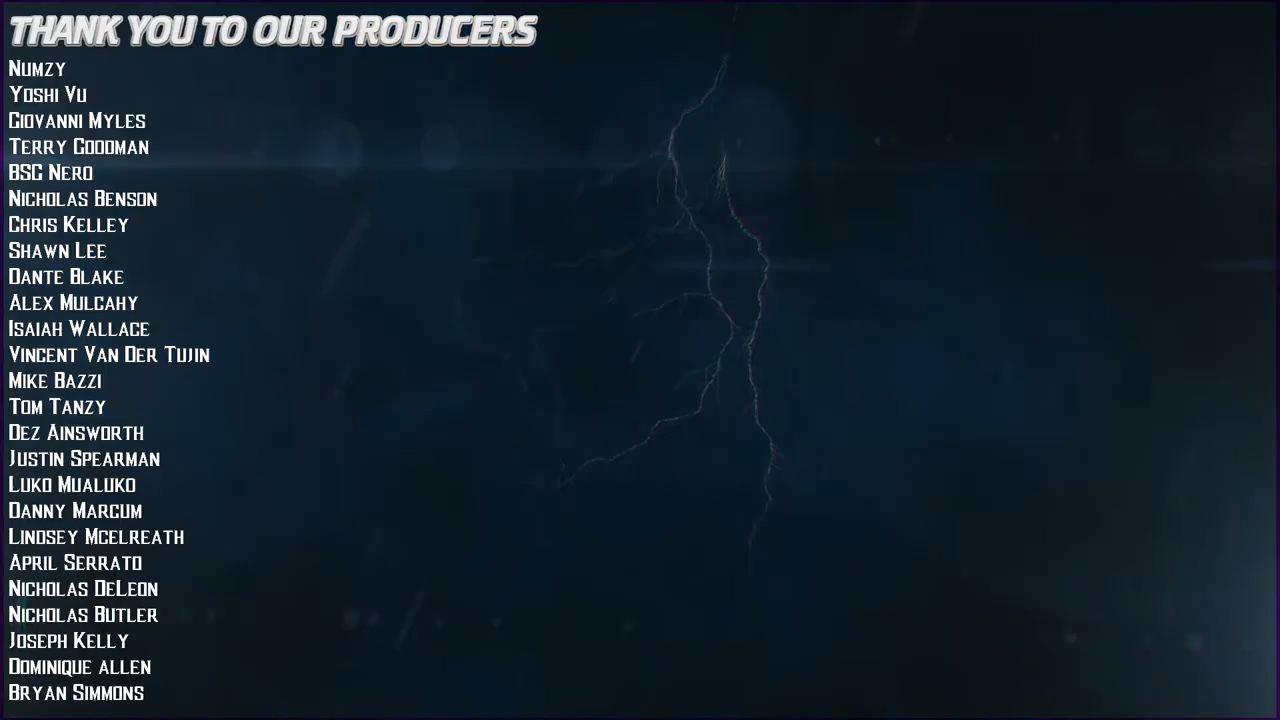 THANK YOU TO OUR PRODUCERS
NUMZY
YOSHI VU
GIOVANNI MYLES
TERRY GOODMAN
BSG NERO
NICHOLAS BENSON
CHRIS KELLEY
SHAWN LEE
DANTE BLAKE
ALEX MULCAHY
ISAIAH WALLACE
VINCENT VAN DER TUJIN
MIKE BAZZI
TOM TANZY
DEZ AINSWORTH
JUSTIN SPEARMAN
LUKO MUALUKO
DANNY MARCUM
LINDSEY MCELREATH
APRIL SERRATO
NICHOLAS DELEON
NICHOLAS BUTLER
JOSEPH KELLY
DOMINIQUE ALLEN
BRYAN SIMMONS